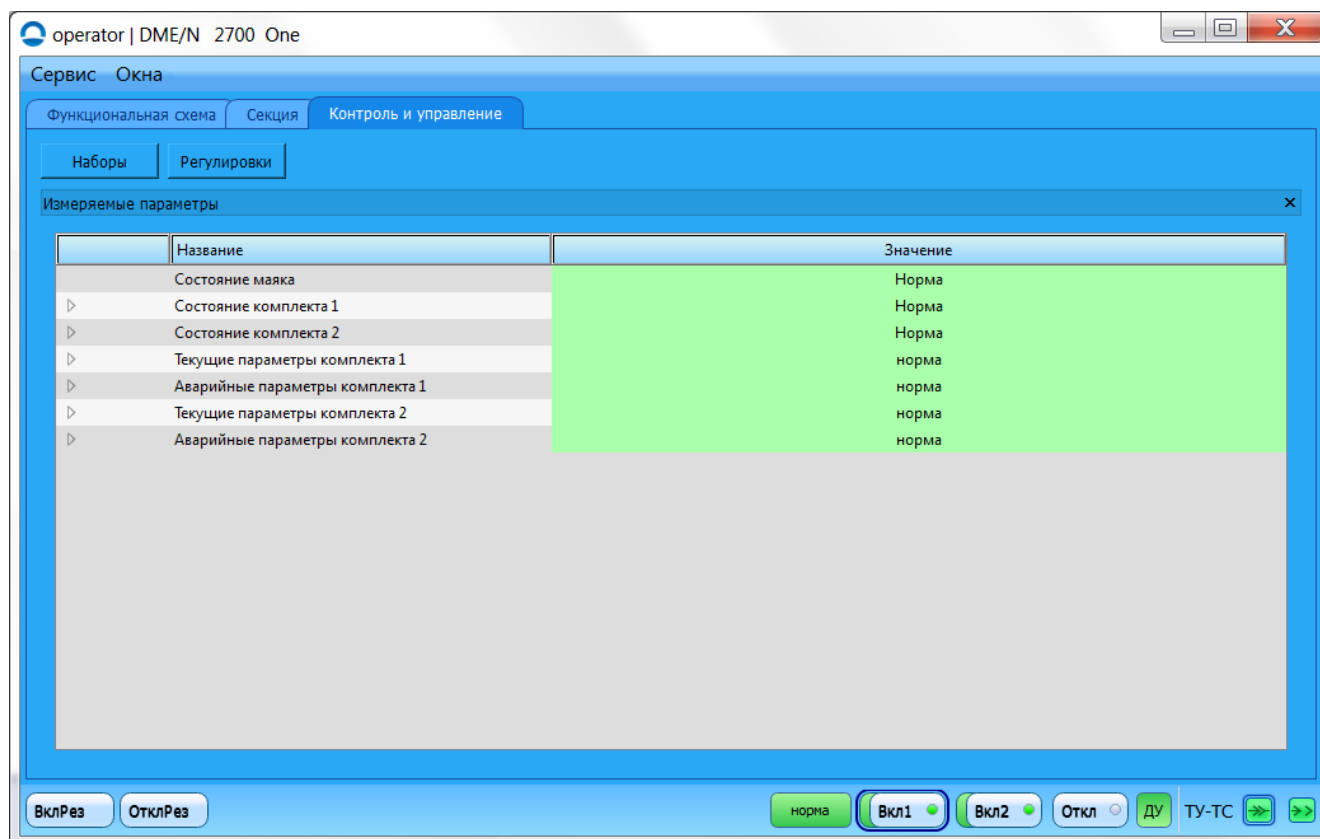 operator | DME/N 2700 One
Сервис Окна
Функциональная схема Секция Контроль и управление
Наборы Регулировки
Измеряемые параметры
Название Значение
Состояние маяка Норма
Состояние комплекта 1 Норма
Состояние комплекта 2 Норма
Текущие параметры комплекта 1 норма
Аварийные параметры комплекта 1 норма
Текущие параметры комплекта 2 норма
Аварийные параметры комплекта 2 норма
ВклРез ОтклРез норма Вкл1 Вкл2 Откл ДУ ТУ-ТС